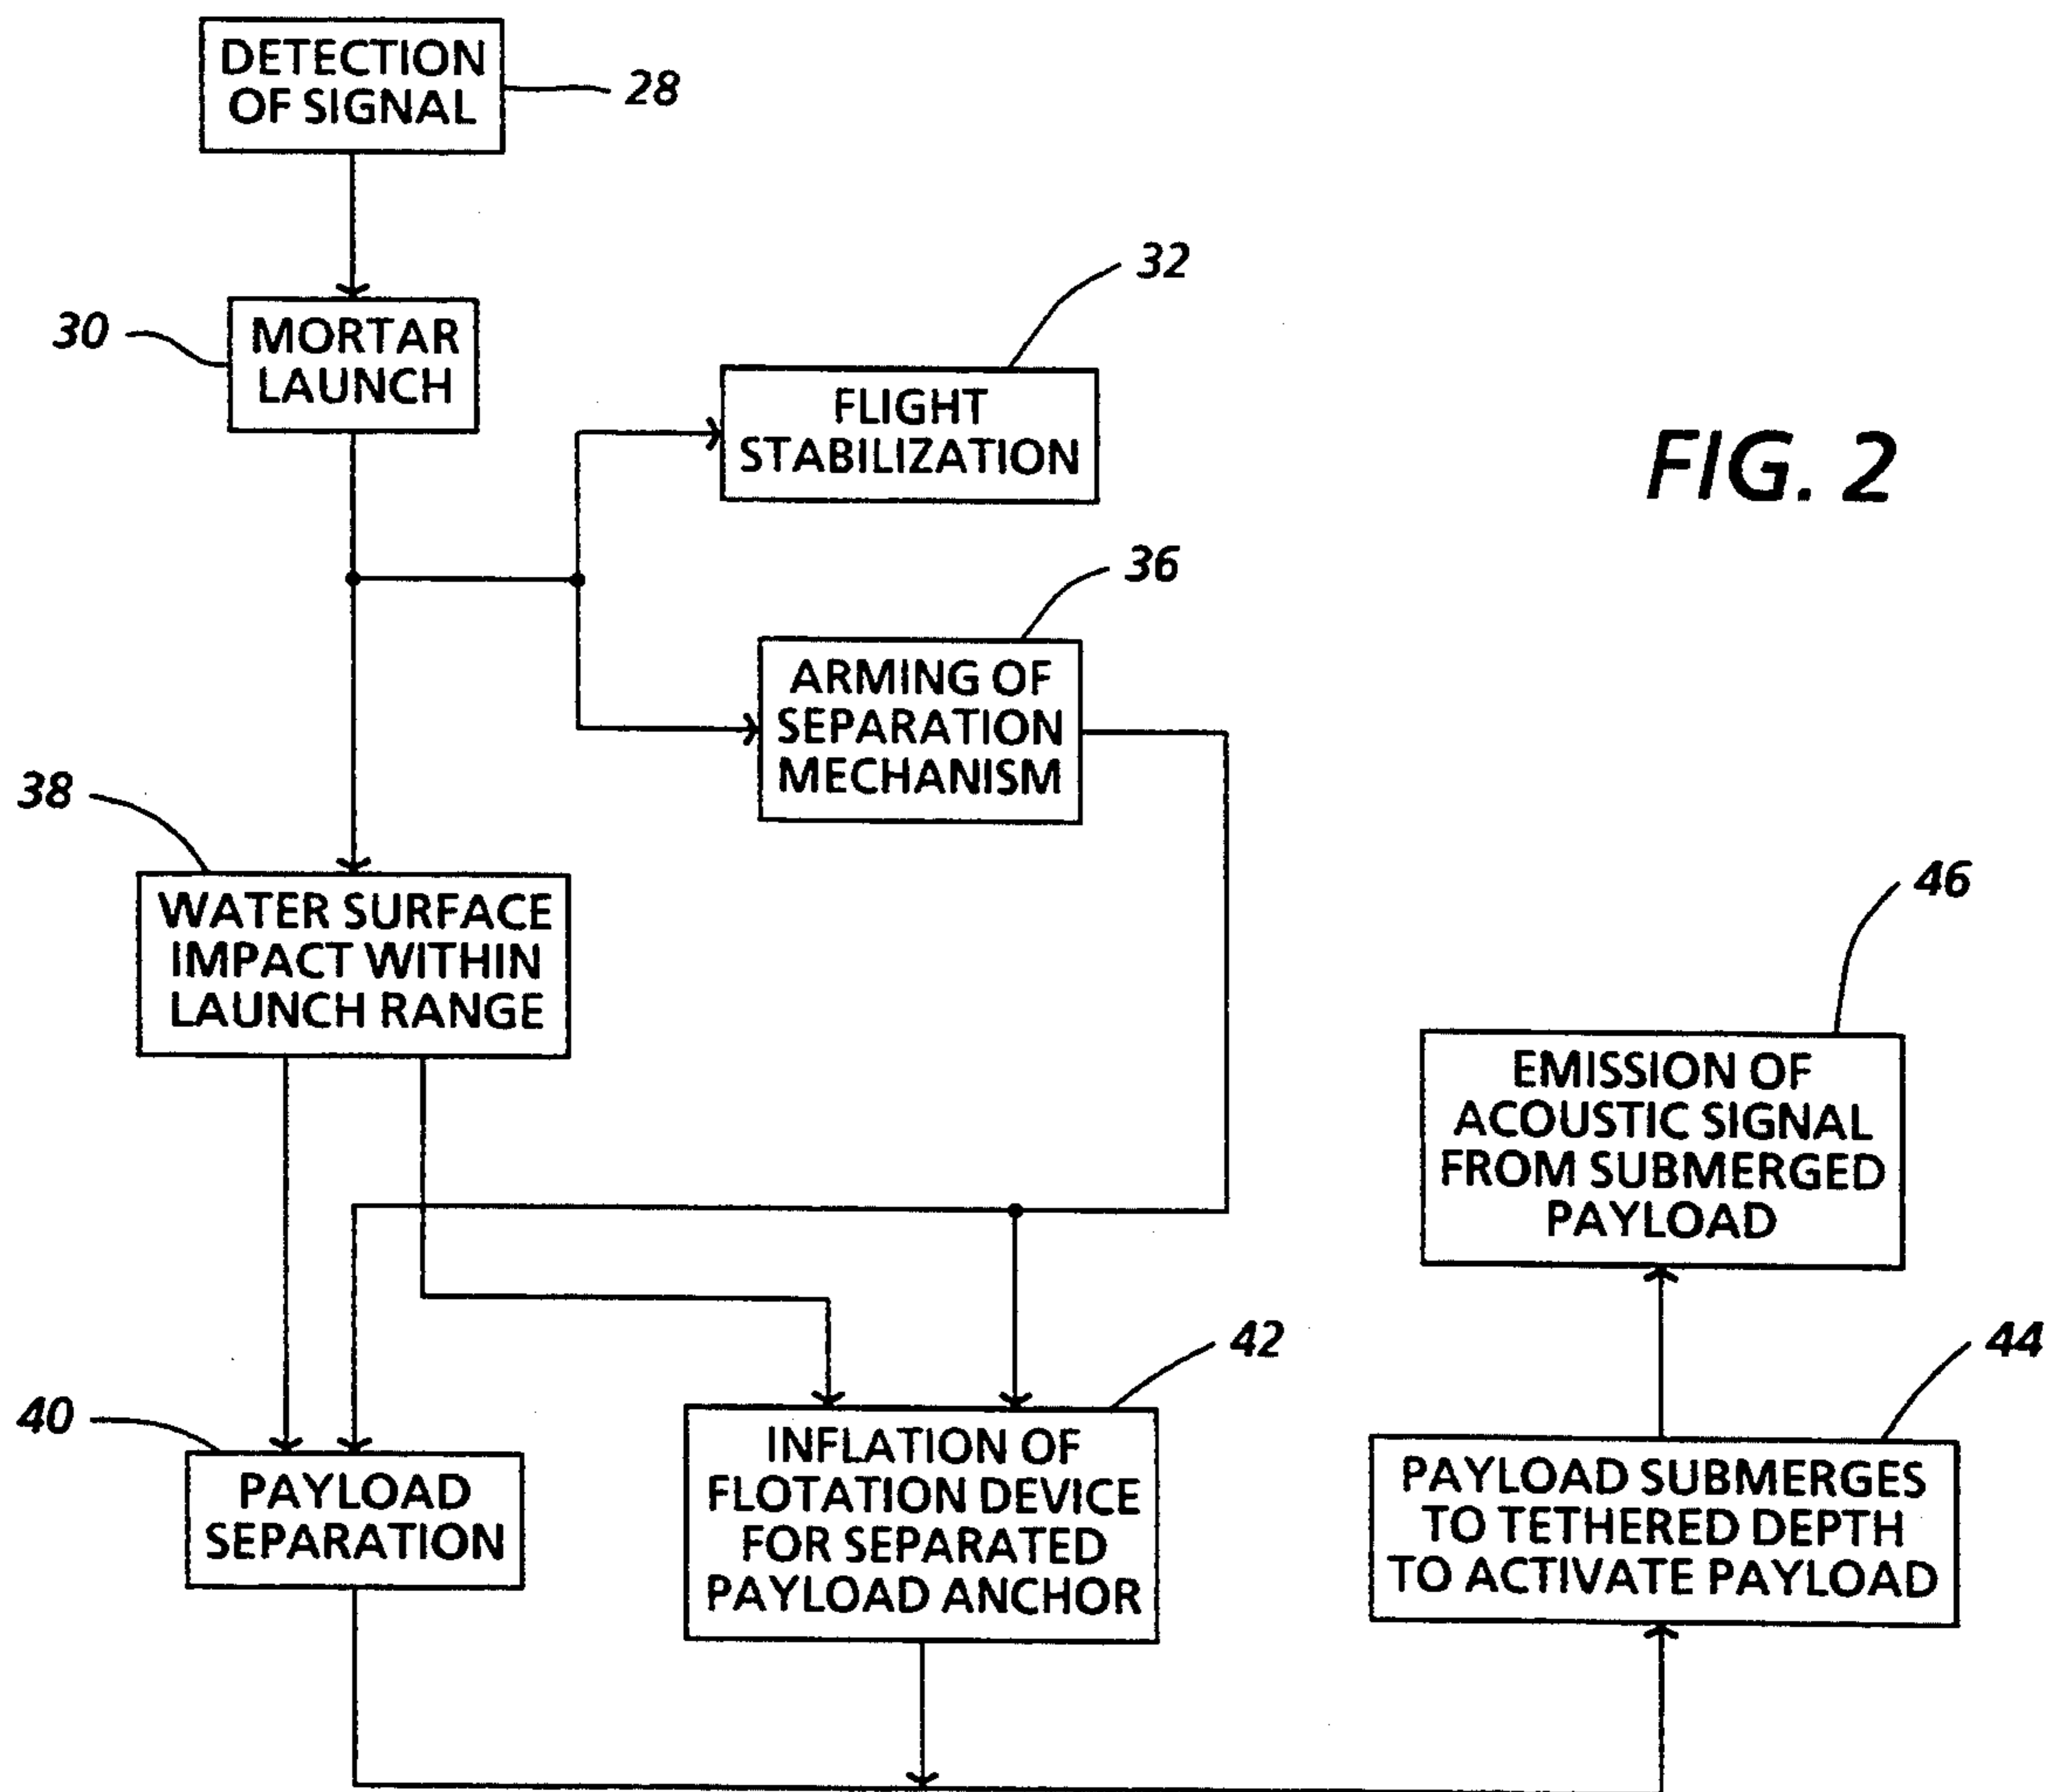 DETECTION
OF SIGNAL
28
30
MORTAR
LAUNCH
32
FLIGHT
STABILIZATION
FIG. 2
36
ARMING OF
SEPARATION
MECHANISM
38
WATER SURFACE
IMPACT WITHIN
LAUNCH RANGE
46
EMISSION OF
ACOUSTIC SIGNAL
FROM SUBMERGED
PAYLOAD
40
PAYLOAD
SEPARATION
42
INFLATION OF
FLOTATION DEVICE
FOR SEPARATED
PAYLOAD ANCHOR
44
PAYLOAD SUBMERGES
TO TETHERED DEPTH
TO ACTIVATE PAYLOAD